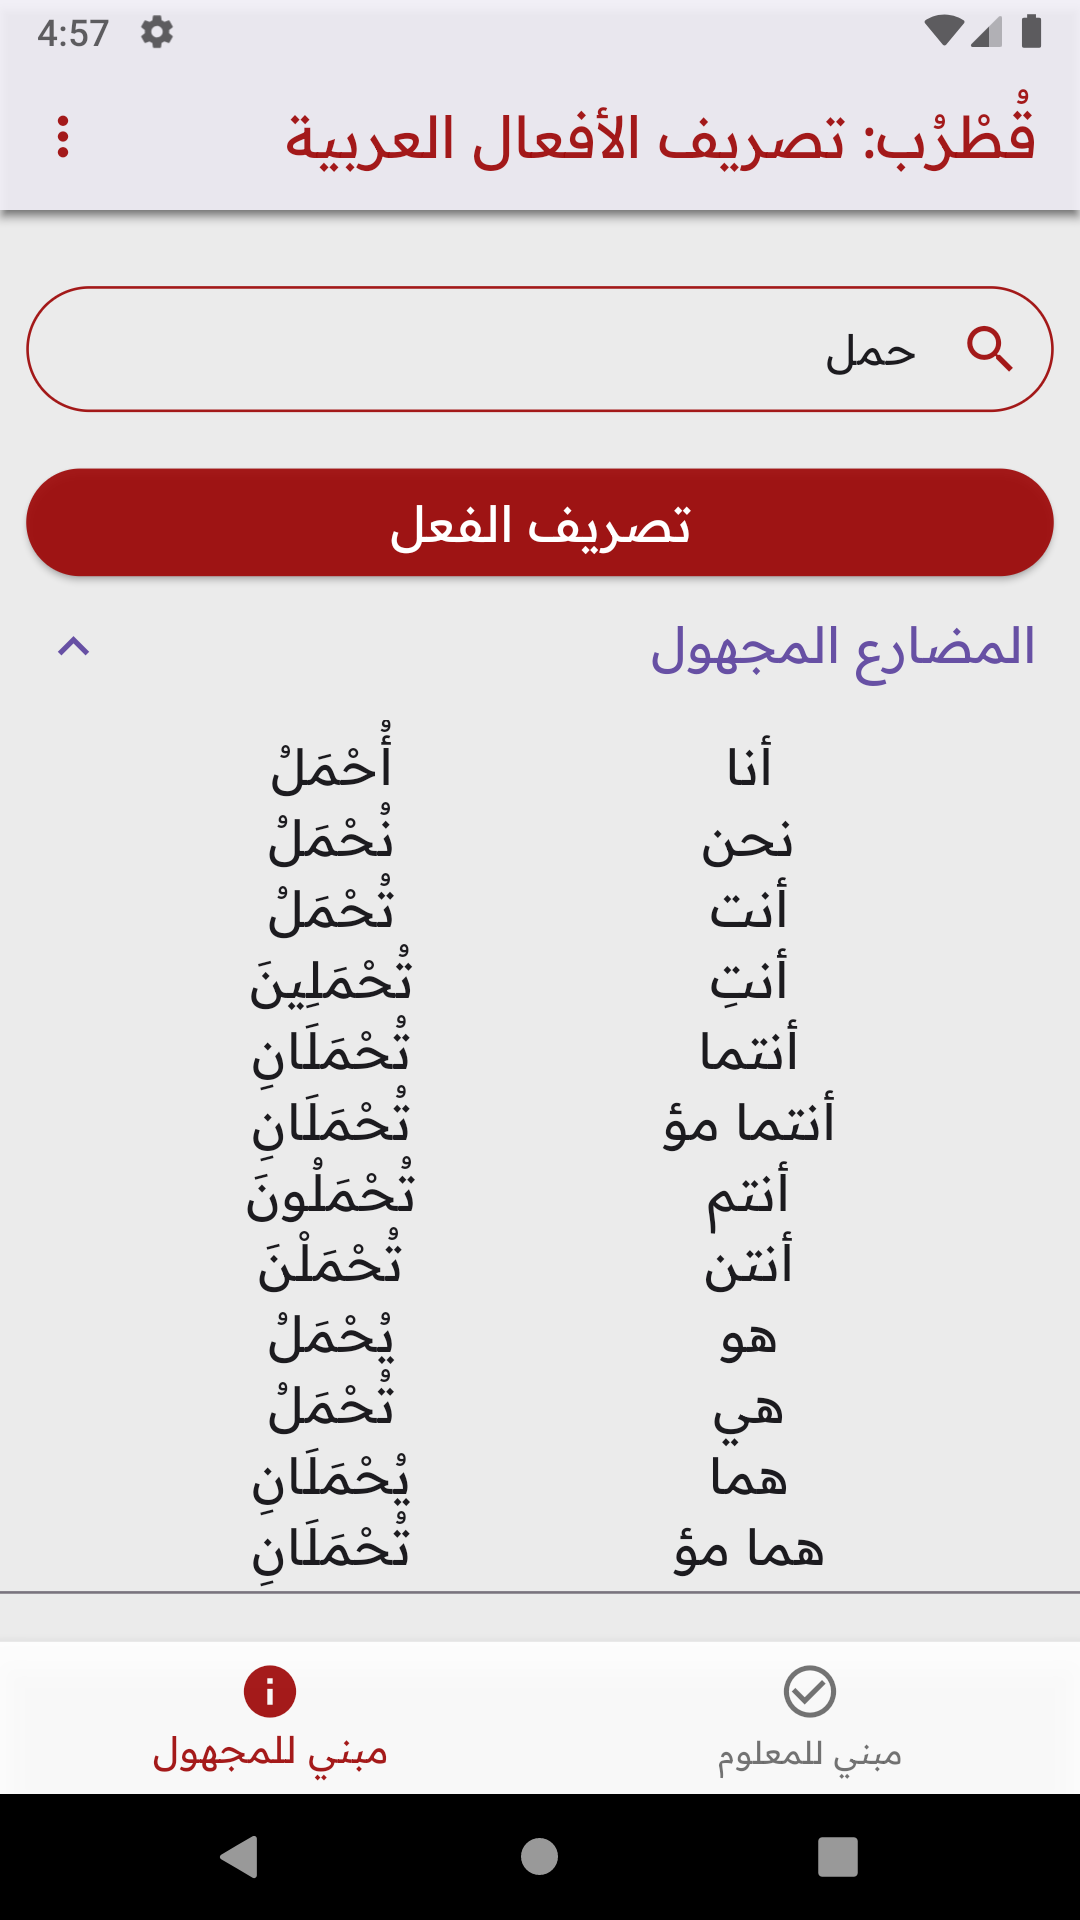 4:57
قُطْرُب: تصريف الأفعال العربية
حمل
تصريف الفعل
المضارع المجهول
أنا أُحْمَلُ
نحن نُحْمَلُ
أنت تُحْمَلُ
أنتِ تُحْمَلِينَ
أنتما تُحْمَلَانِ
أنتما مؤ تُحْمَلَانِ
أنتم تُحْمَلُونَ
أنتن تُحْمَلْنَ
هو يُحْمَلُ
هي تُحْمَلُ
هما يُحْمَلَانِ
هما مؤ تُحْمَلَانِ
مبني للمعلوم مبني للمجهول